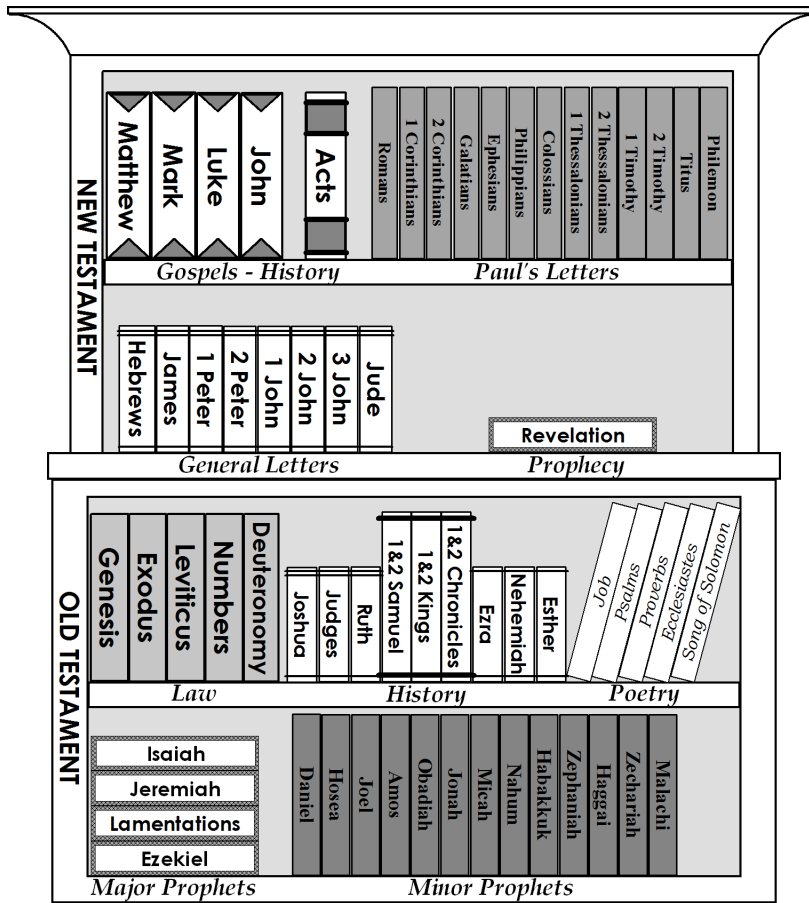 NEW TESTAMENT
Matthew
Mark
Luke
John
Acts
Romans
1 Corinthians
2 Corinthians
Galatians
Ephesians
Philippians
Colossians
1 Thessalonians
2 Thessalonians
1 Timothy
2 Timothy
Titus
Philemon
Gospels - History
Paul's Letters
Hebrews
James
1 Peter
2 Peter
1 John
2 John
3 John
Jude
Revelation
General Letters
Prophecy
OLD TESTAMENT
Genesis
Exodus
Leviticus
Numbers
Deuteronomy
Joshua
Judges
Ruth
1&2 Samuel
1&2 Kings
1&2 Chronicles
Ezra
Nehemiah
Esther
Job
Psalms
Proverbs
Ecclesiastes
Song of Solomon
Law
History
Poetry
Isaiah
Jeremiah
Lamentations
Ezekiel
Daniel
Hosea
Joel
Amos
Obadiah
Jonah
Micah
Nahum
Habakkuk
Zephaniah
Haggai
Zechariah
Malachi
Major Prophets
Minor Prophets